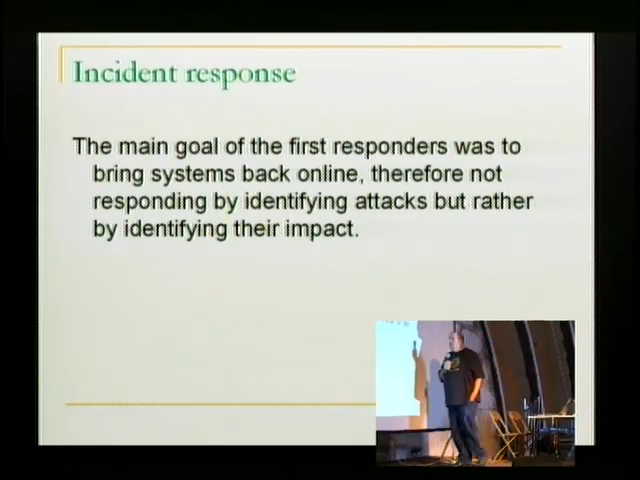 Incident response
The main goal of the first responders was to
bring systems back online, therefore not
responding by identifying attacks but rather
by identifying their impact.